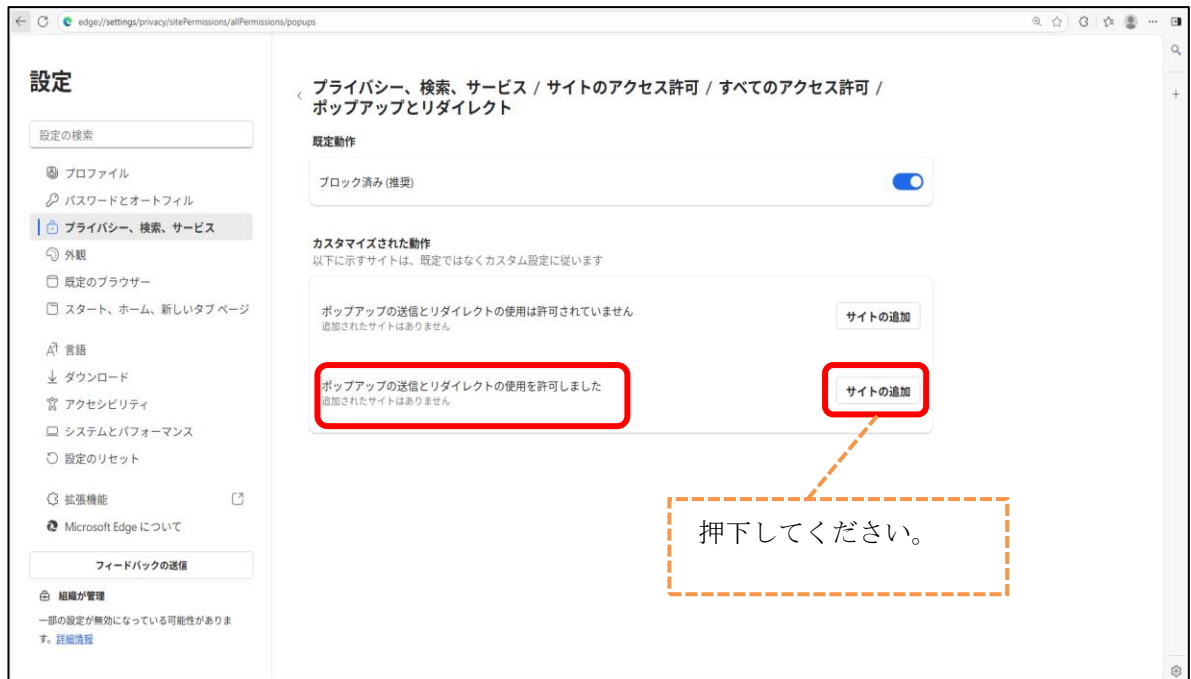 edge://settings/privacy/sitePermissions/allPermissions/popups
設定
設定の検索
プロファイル
パスワードとオートフィル
プライバシー、検索、サービス
外観
既定のブラウザー
スタート、ホーム、新しいタブ ページ
言語
ダウンロード
アクセシビリティ
システムとパフォーマンス
設定のリセット
拡張機能
Microsoft Edge について
フィードバックの送信
組織が管理
一部の設定が無効になっている可能性がありま
す。詳細情報
プライバシー、検索、サービス / サイトのアクセス許可 / すべてのアクセス許可 /
ポップアップとリダイレクト
既定動作
ブロック済み (推奨)
カスタマイズされた動作
以下に示すサイトは、既定ではなくカスタム設定に従います
ポップアップの送信とリダイレクトの使用は許可されていません
追加されたサイトはありません
サイトの追加
ポップアップの送信とリダイレクトの使用を許可しました
追加されたサイトはありません
サイトの追加
押下してください。